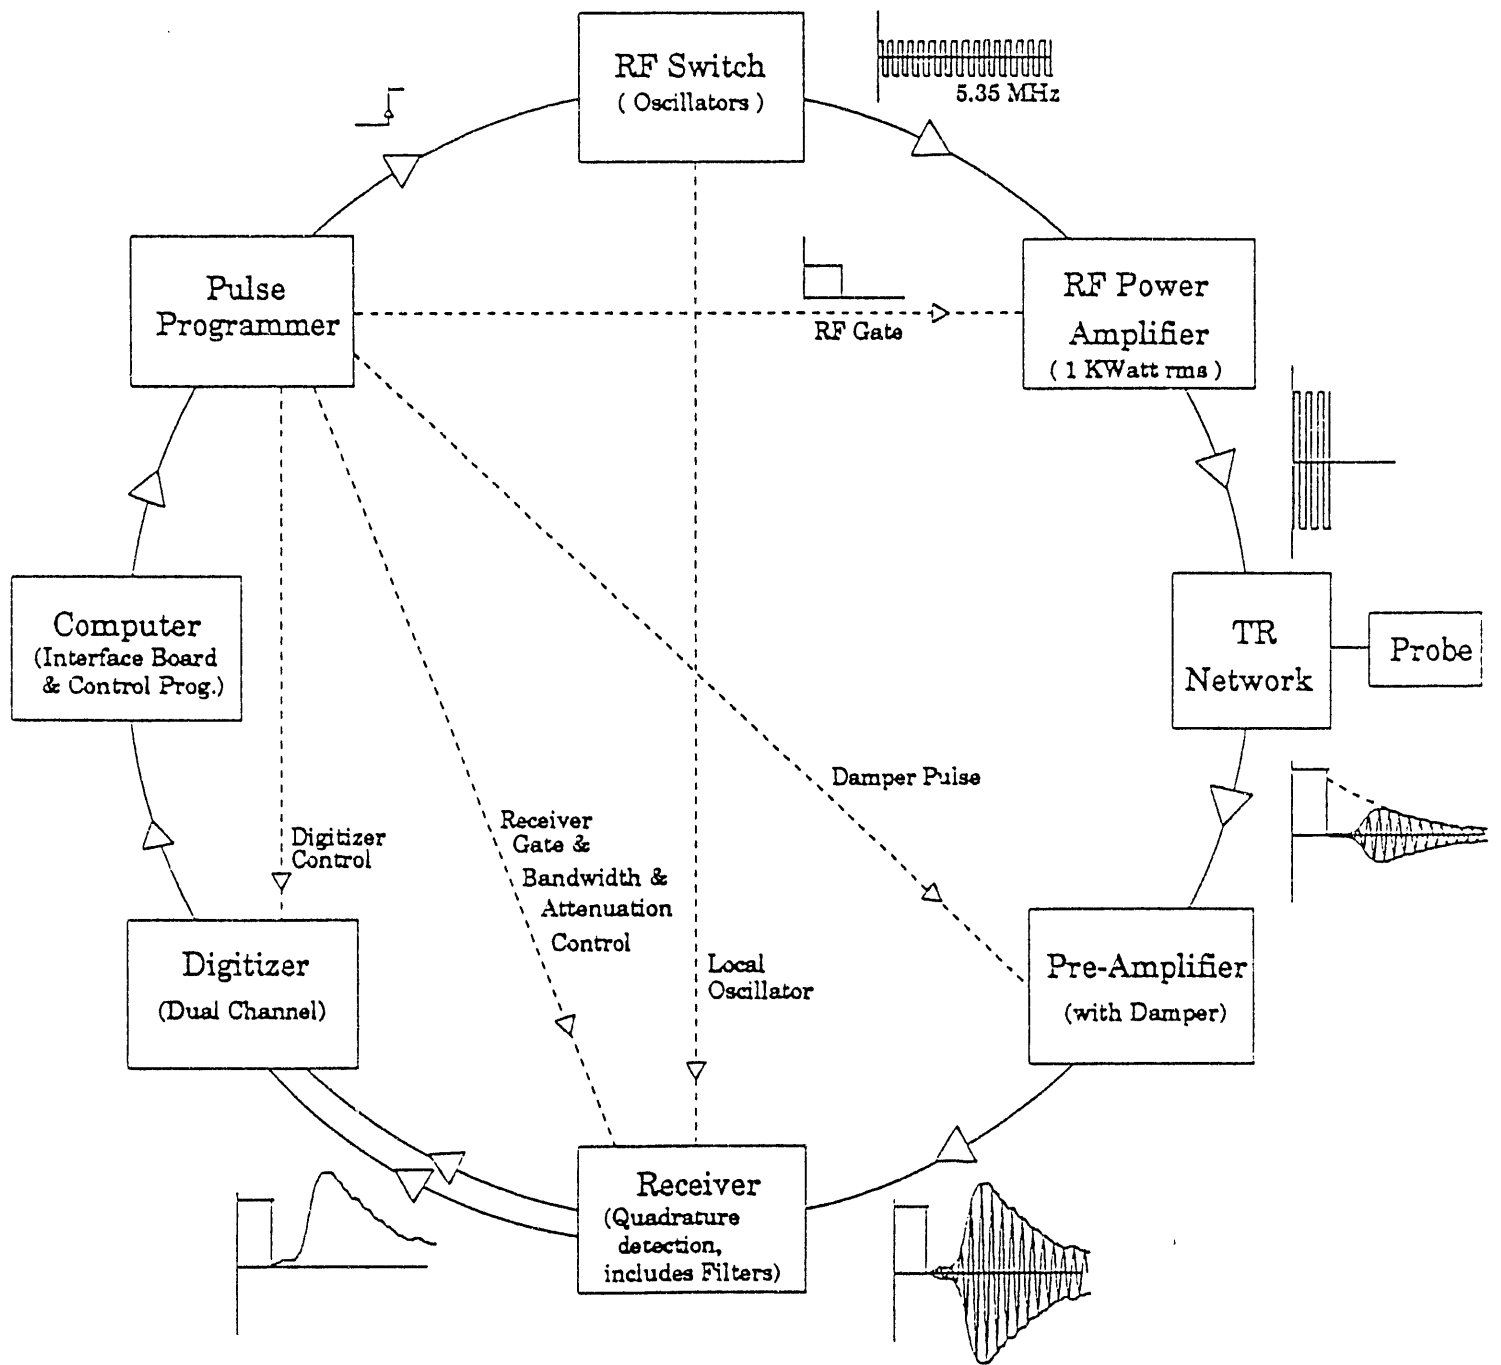 RF Switch
( Oscillators )
5.35 MHz
Pulse
Programmer
RF Gate
RF Power
Amplifier
( 1 KWatt rms )
Computer
(Interface Board
& Control Prog.)
TR
Network
Probe
Damper Pulse
Digitizer
Control
Receiver
Gate &
Bandwidth &
Attenuation
Control
Local
Oscillator
Digitizer
(Dual Channel)
Pre-Amplifier
(with Damper)
Receiver
(Quadrature
detection,
includes Filters)